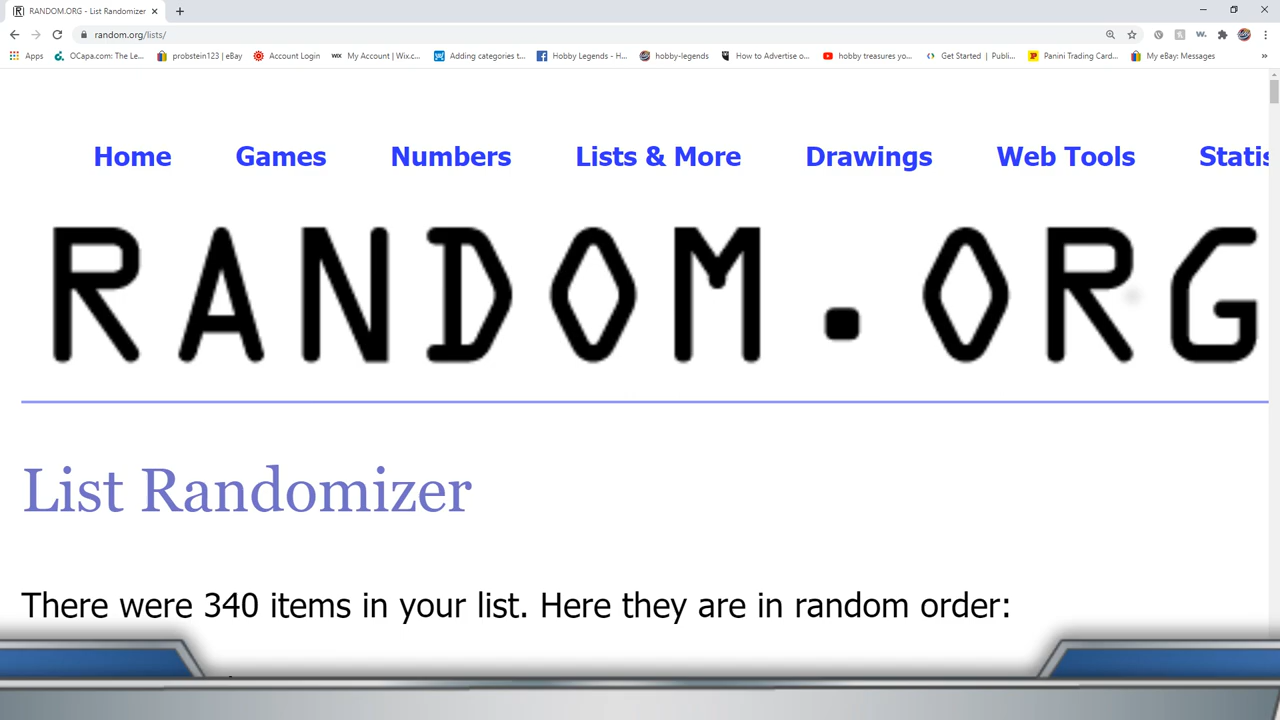 RANDOM.ORG - List Randomizer
random.org/lists/
Apps
OCapa.com: The Le...
probstein123 | eBay
Account Login
My Account | Wix.c...
Adding categories t...
Hobby Legends - H...
hobby-legends
How to Advertise o...
hobby treasures yo...
Get Started | Publi...
Panini Trading Card...
My eBay: Messages
Home Games Numbers Lists & More Drawings Web Tools Statis
RANDOM.ORG
List Randomizer
There were 340 items in your list. Here they are in random order: